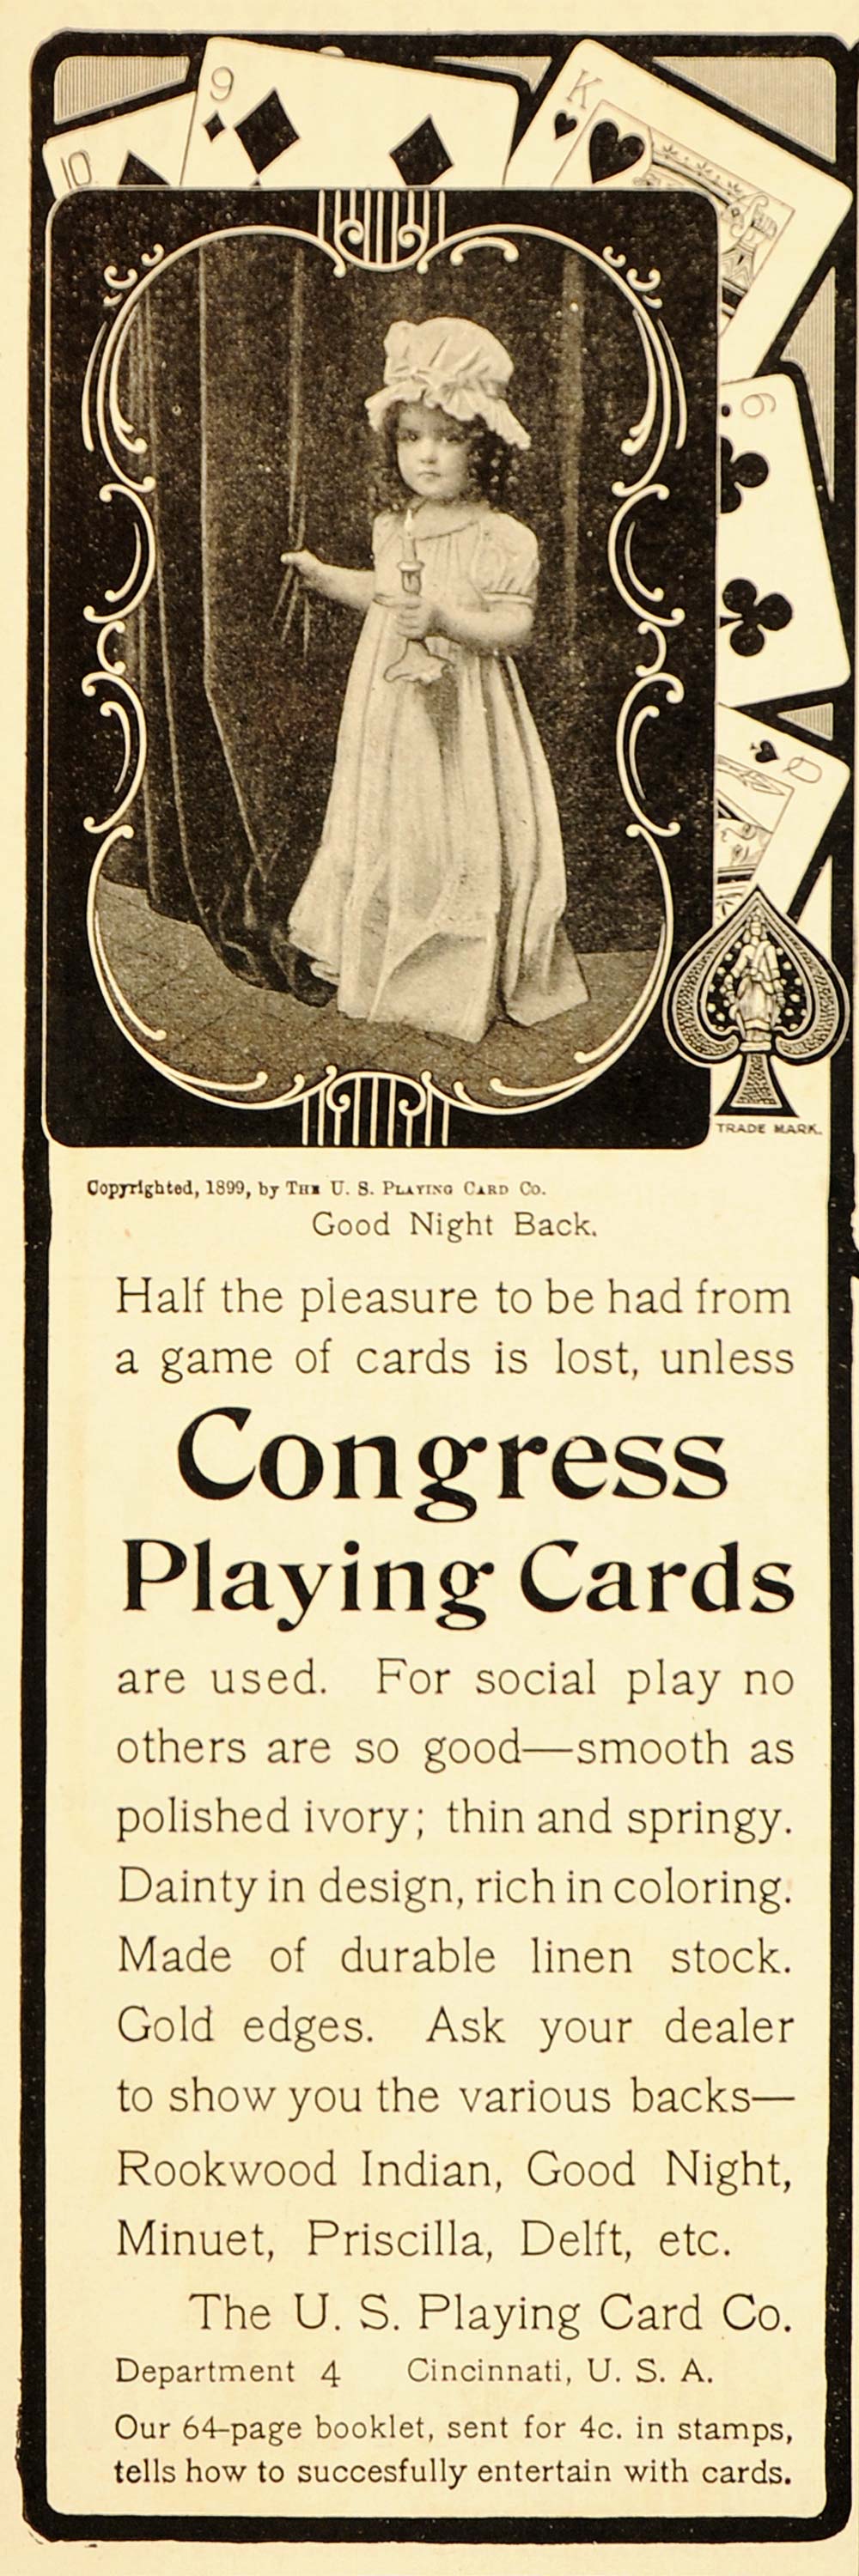 10
9
K
9
Q
TRADE MARK.
Copyrighted, 1899, by THE U. S. PLAYING CARD CO.
Good Night Back.
Half the pleasure to be had from
a game of cards is lost, unless
Congress
Playing Cards
are used. For social play no
others are so good—smooth as
polished ivory; thin and springy.
Dainty in design, rich in coloring.
Made of durable linen stock.
Gold edges. Ask your dealer
to show you the various backs—
Rookwood Indian, Good Night,
Minuet, Priscilla, Delft, etc.
The U. S. Playing Card Co.
Department 4 Cincinnati, U. S. A.
Our 64-page booklet, sent for 4c. in stamps,
tells how to succesfully entertain with cards.